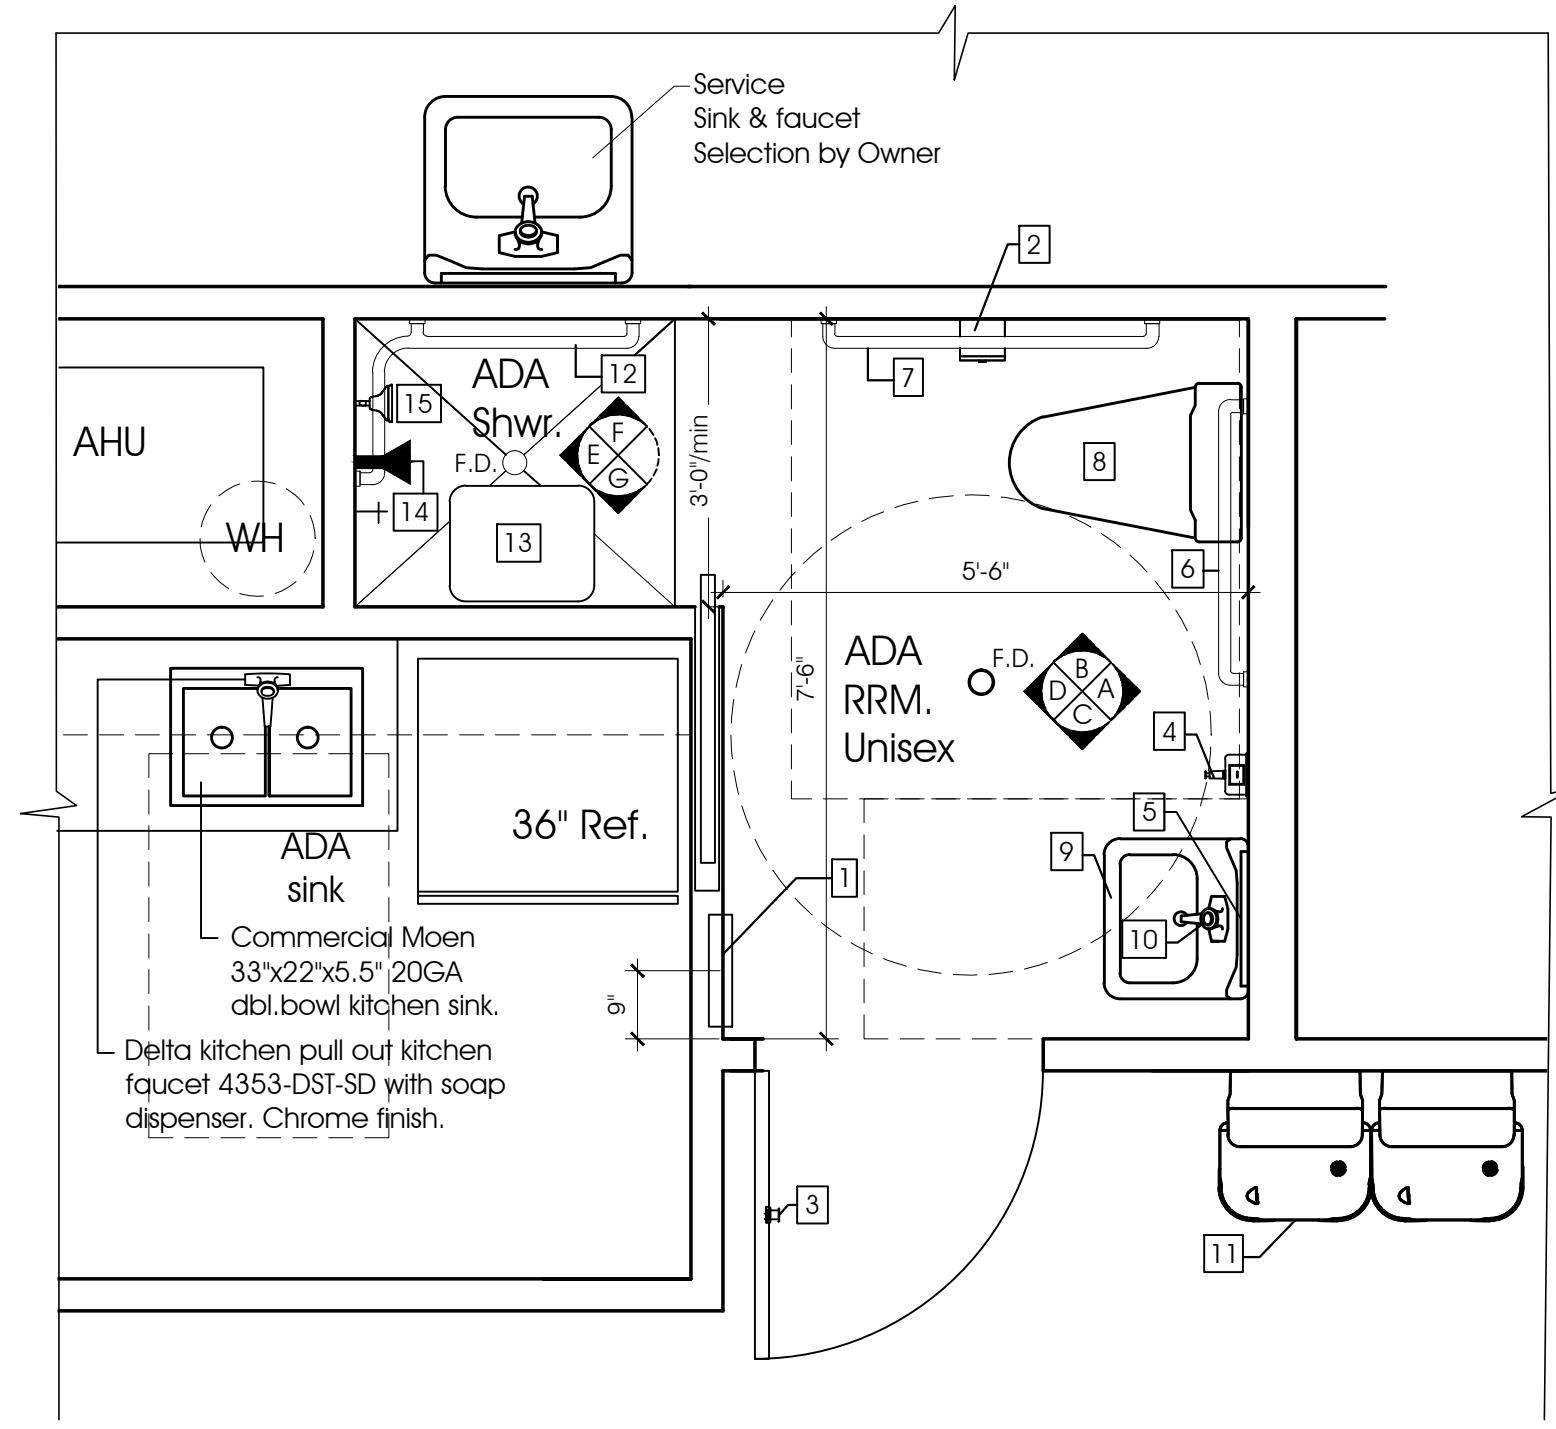 Service
Sink & faucet
Selection by Owner
2
ADA
Shwr.
12
7
15
F
E
G
F.D.
AHU
3'-0"/min
8
14
WH
13
5'-6"
6
ADA
RRM.
Unisex
7'-6"
F.D.
B
D
A
C
4
5
36" Ref.
ADA
sink
9
1
10
Commercial Moen
33"x22"x5.5" 20GA
dbl.bowl kitchen sink.
9"
Delta kitchen pull out kitchen
faucet 4353-DST-SD with soap
dispenser. Chrome finish.
3
11